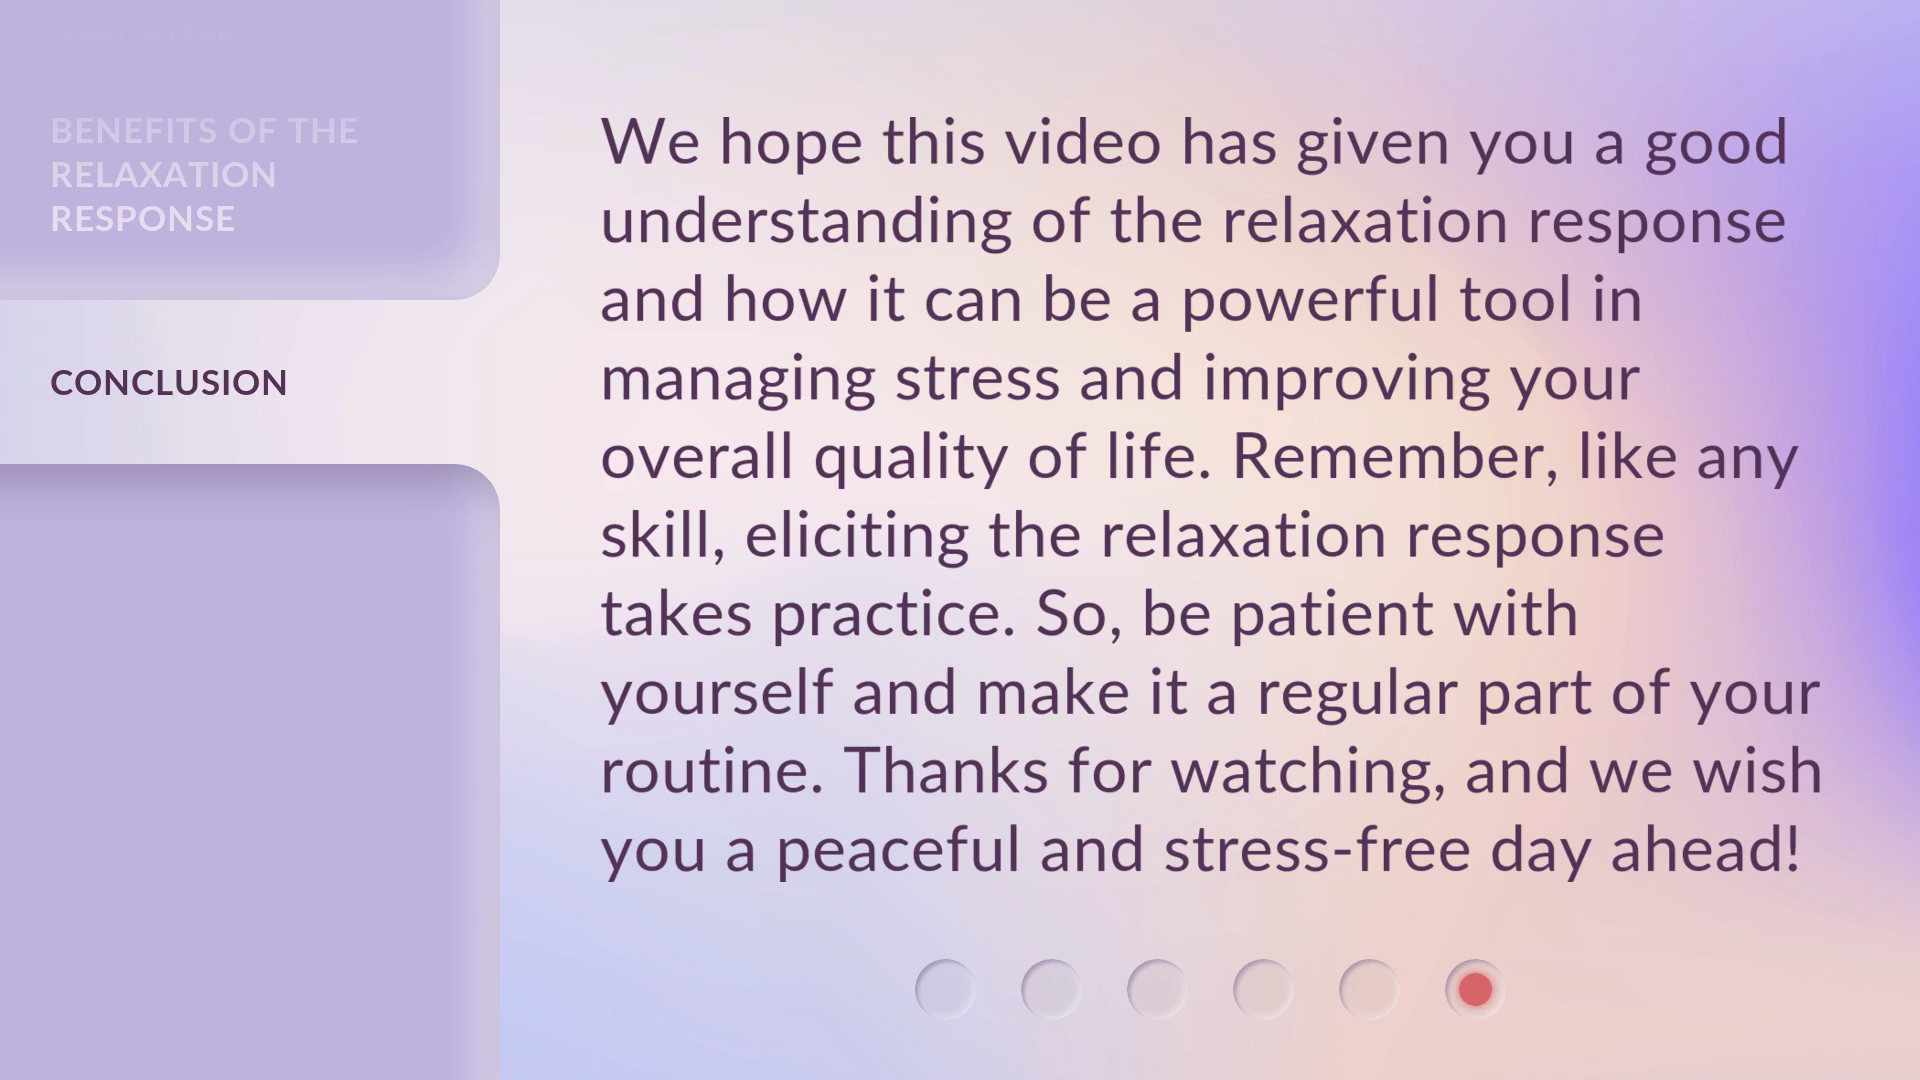 RESPONSE
BENEFITS OF THE
RELAXATION
RESPONSE
CONCLUSION
We hope this video has given you a good
understanding of the relaxation response
and how it can be a powerful tool in
managing stress and improving your
overall quality of life. Remember, like any
skill, eliciting the relaxation response
takes practice. So, be patient with
yourself and make it a regular part of your
routine. Thanks for watching, and we wish
you a peaceful and stress-free day ahead!